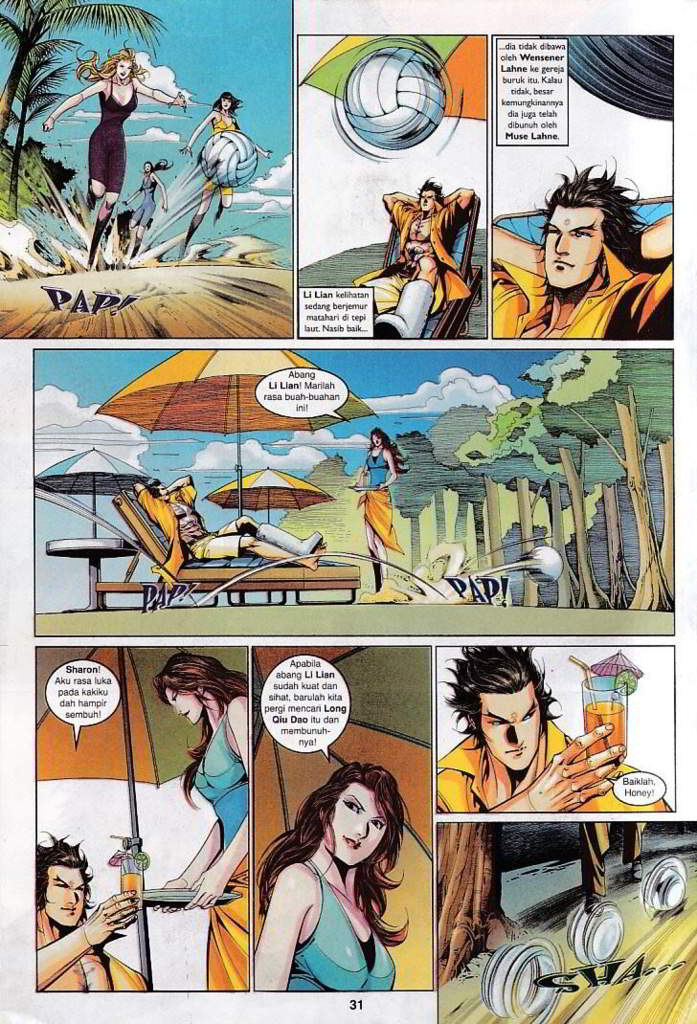 PAP!
Li Lian kelihatan
sedang berjemur
matahari di tepi
laut. Nasib baik...
...dia tidak dibawa
oleh Wensener
Lahne ke gereja
buruk itu. Kalau
tidak, besar
kemungkinannya
dia juga telah
dibunuh oleh
Muse Lahne.
Abang
Li Lian! Marilah
rasa buah-buahan
ini!
PAP!
PAP!
Sharon!
Aku rasa luka
pada kakiku
dah hampir
sembuh!
Apabila
abang Li Lian
sudah kuat dan
sihat, barulah kita
pergi mencari Long
Qiu Dao itu dan
membunuh-
nya!
Baiklah,
Honey!
SHA...
31